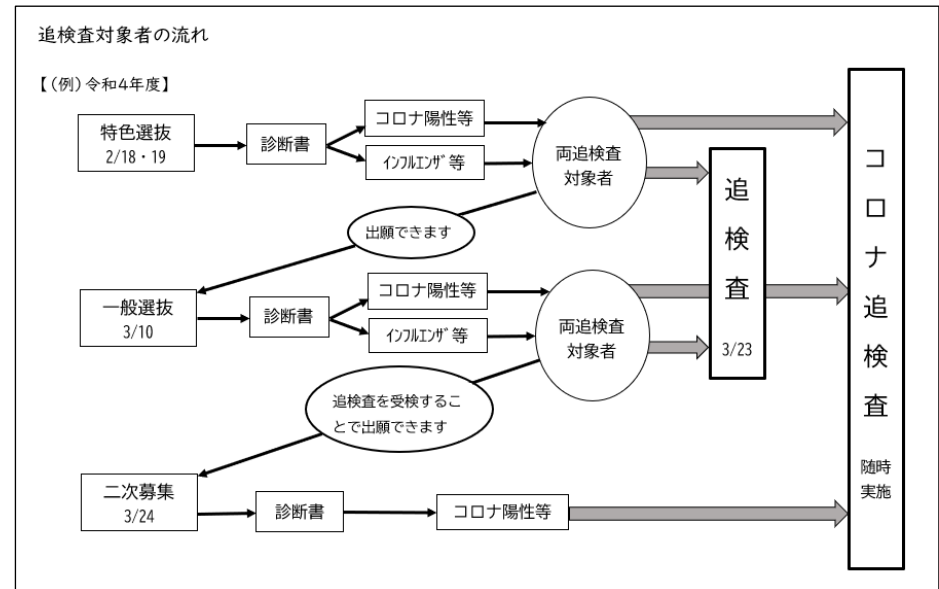 追検査対象者の流れ
【(例)令和4年度】
特色選抜
2/18・19
診断書
コロナ陽性等
インフルエンザ等
両追検査
対象者
出願できます
一般選抜
3/10
診断書
コロナ陽性等
インフルエンザ等
両追検査
対象者
追検査を受検するこ
とで出願できます
二次募集
3/24
診断書
コロナ陽性等
追検査
3/23
コロナ追検査
随時
実施